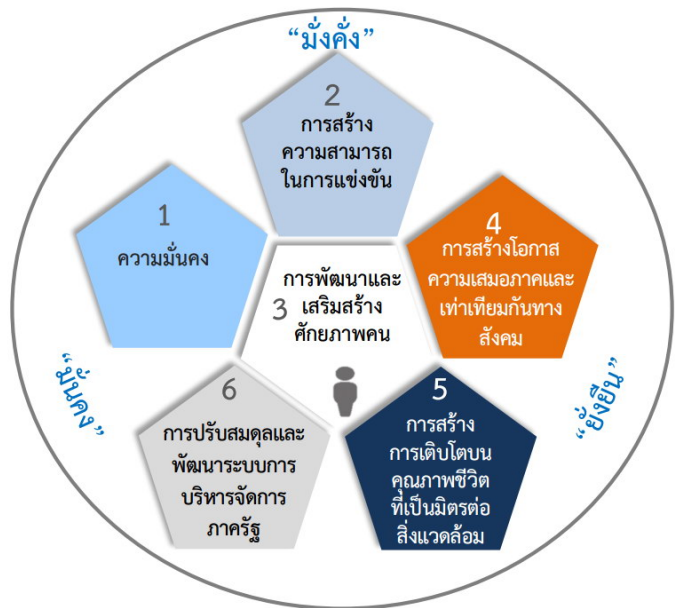 “มั่งคั่ง”
2
การสร้าง
ความสามารถ
ในการแข่งขัน
1
ความมั่นคง
3
การพัฒนาและ
เสริมสร้าง
ศักยภาพคน
4
การสร้างโอกาส
ความเสมอภาคและ
เท่าเทียมกันทาง
สังคม
“มั่นคง”
“ยั่งยืน”
6
การปรับสมดุลและ
พัฒนาระบบการ
บริหารจัดการ
ภาครัฐ
5
การสร้าง
การเติบโตบน
คุณภาพชีวิต
ที่เป็นมิตรต่อ
สิ่งแวดล้อม